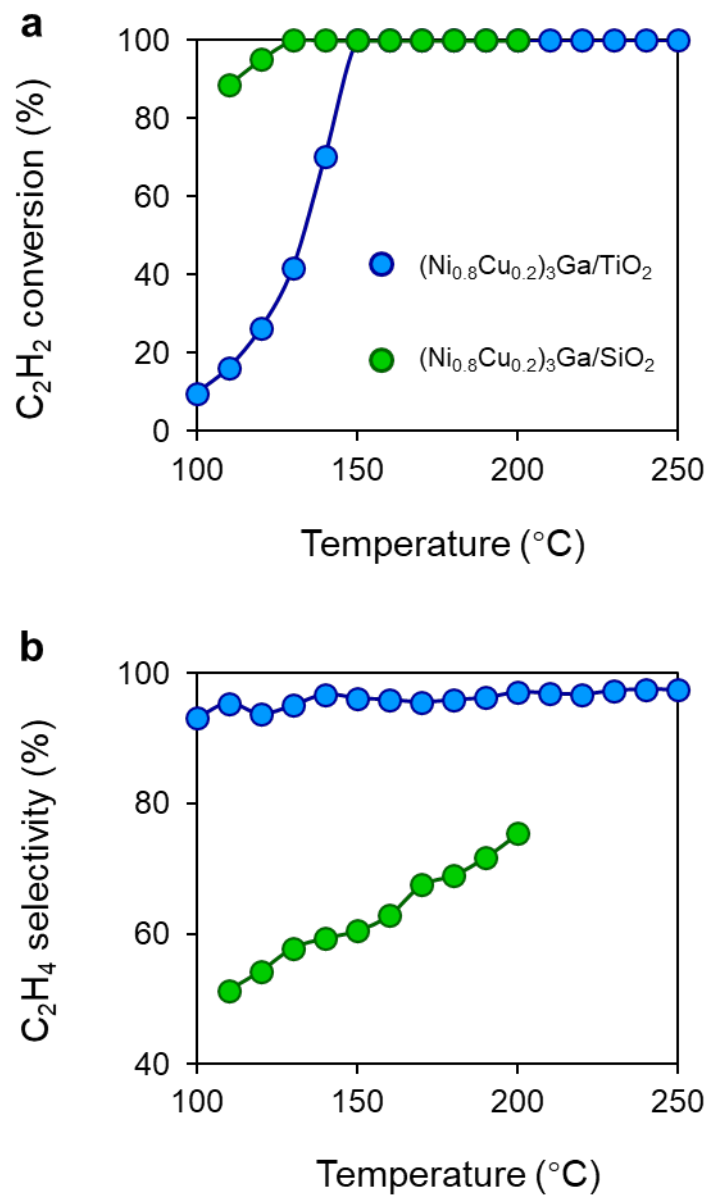 a
C₂H₂ conversion (%)
100
80
60
40
20
0
(Ni₀.₈Cu₀.₂)₃Ga/TiO₂
(Ni₀.₈Cu₀.₂)₃Ga/SiO₂
100 150 200 250
Temperature (°C)
b
C₂H₄ selectivity (%)
100
80
60
40
100 150 200 250
Temperature (°C)